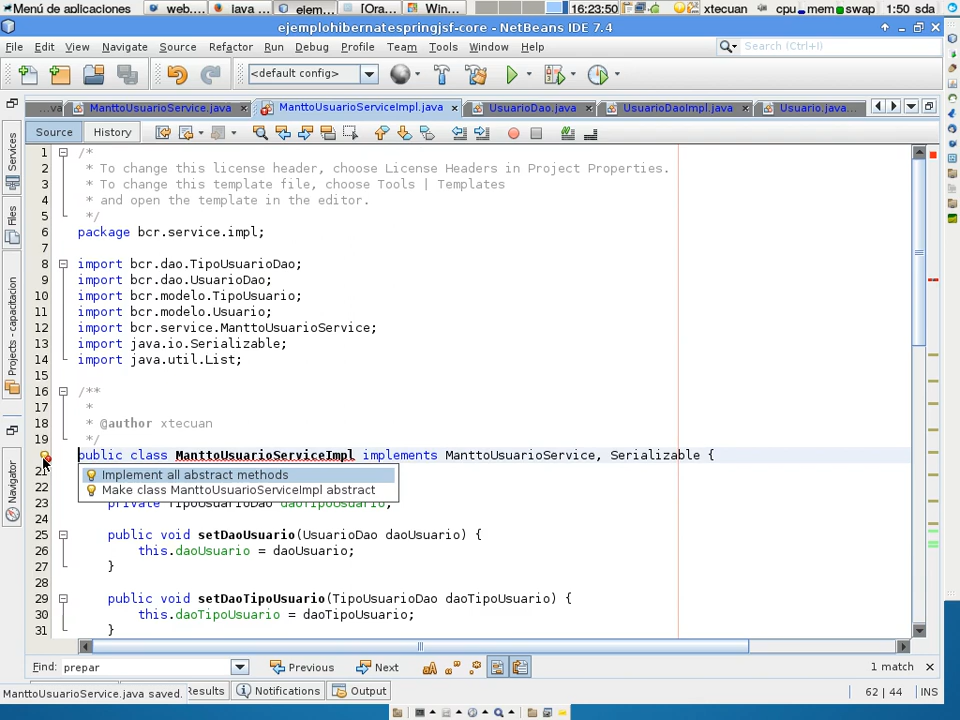 Menú de aplicaciones web... java ... elem... [Ora... Win... xtecuan cpu mem swap 1:50 sda
ejemplohibernatespringjsf-core - NetBeans IDE 7.4
File Edit View Navigate Source Refactor Run Debug Profile Team Tools Window Help Search (Ctrl+I)
<default config>
...va ManttoUsuarioService.java ManttoUsuarioServiceImpl.java UsuarioDao.java UsuarioDaoImpl.java Usuario.java...
Source History
Services
Files
Projects - capacitacion
Navigator
1 /*
2 * To change this license header, choose License Headers in Project Properties.
3 * To change this template file, choose Tools | Templates
4 * and open the template in the editor.
5 */
6 package bcr.service.impl;
7
8 import bcr.dao.TipoUsuarioDao;
9 import bcr.dao.UsuarioDao;
10 import bcr.modelo.TipoUsuario;
11 import bcr.modelo.Usuario;
12 import bcr.service.ManttoUsuarioService;
13 import java.io.Serializable;
14 import java.util.List;
15
16 /**
17 *
18 * @author xtecuan
19 */
public class ManttoUsuarioServiceImpl implements ManttoUsuarioService, Serializable {
21 Implement all abstract methods
22 Make class ManttoUsuarioServiceImpl abstract
23 private TipoUsuarioDao daoTipoUsuario;
24
25 public void setDaoUsuario(UsuarioDao daoUsuario) {
26 this.daoUsuario = daoUsuario;
27 }
28
29 public void setDaoTipoUsuario(TipoUsuarioDao daoTipoUsuario) {
30 this.daoTipoUsuario = daoTipoUsuario;
31 }
Find: prepar Previous Next 1 match
ManttoUsuarioService.java saved. Results Notifications Output 62 | 44 INS